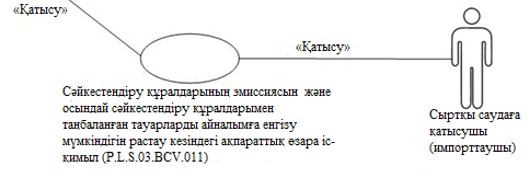 «Қатысу»
«Қатысу»
Сәйкестендіру құралдарының эмиссиясын және
осындай сәйкестендіру құралдарымен
таңбаланған тауарларды айналымға енгізу
мүмкіндігін растау кезіндегі ақпараттық өзара іс-
қимыл (P.L.S.03.BCV.011)
Сыртқы саудаға
қатысушы
(импорттаушы)